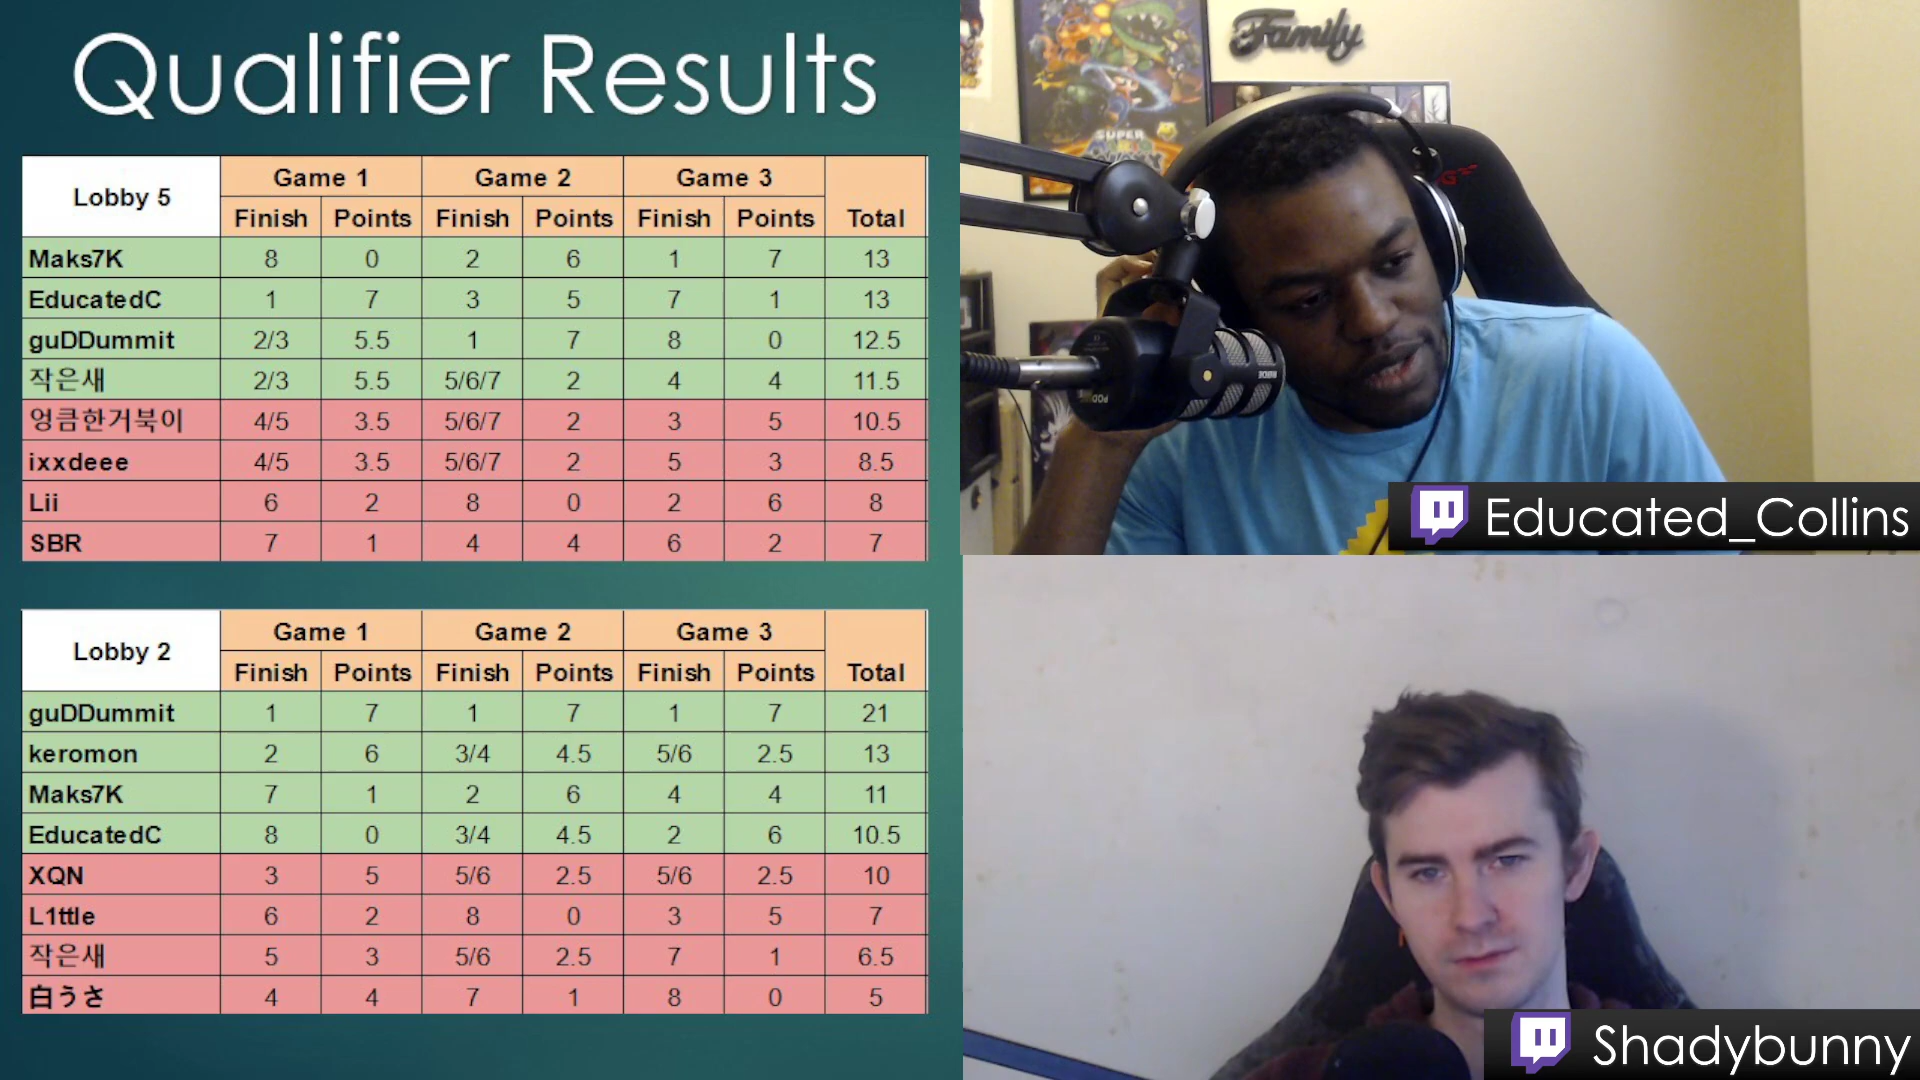 Qualifier Results
Lobby 5 Game 1 Game 2 Game 3
Finish Points Finish Points Finish Points Total
Maks7K 8 0 2 6 1 7 13
EducatedC 1 7 3 5 7 1 13
guDDummit 2/3 5.5 1 7 8 0 12.5
작은새 2/3 5.5 5/6/7 2 4 4 11.5
엉큼한거북이 4/5 3.5 5/6/7 2 3 5 10.5
ixxdeee 4/5 3.5 5/6/7 2 5 3 8.5
Lii 6 2 8 0 2 6 8
SBR 7 1 4 4 6 2 7
Lobby 2 Game 1 Game 2 Game 3
Finish Points Finish Points Finish Points Total
guDDummit 1 7 1 7 1 7 21
keromon 2 6 3/4 4.5 5/6 2.5 13
Maks7K 7 1 2 6 4 4 11
EducatedC 8 0 3/4 4.5 2 6 10.5
XQN 3 5 5/6 2.5 5/6 2.5 10
L1ttle 6 2 8 0 3 5 7
작은새 5 3 5/6 2.5 7 1 6.5
白うさ 4 4 7 1 8 0 5
Family
SUPER
MARIO
Educated_Collins
Shadybunny